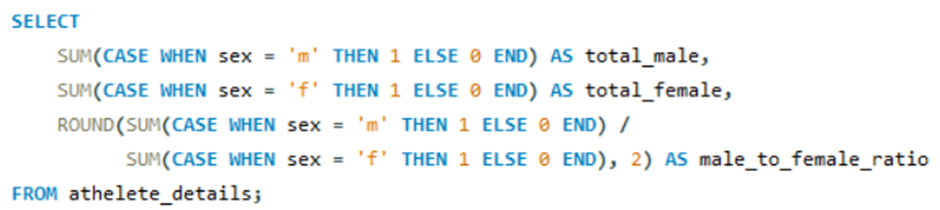 SELECT
    SUM(CASE WHEN sex = 'm' THEN 1 ELSE 0 END) AS total_male,
    SUM(CASE WHEN sex = 'f' THEN 1 ELSE 0 END) AS total_female,
    ROUND(SUM(CASE WHEN sex = 'm' THEN 1 ELSE 0 END) /
          SUM(CASE WHEN sex = 'f' THEN 1 ELSE 0 END), 2) AS male_to_female_ratio
FROM athelete_details;